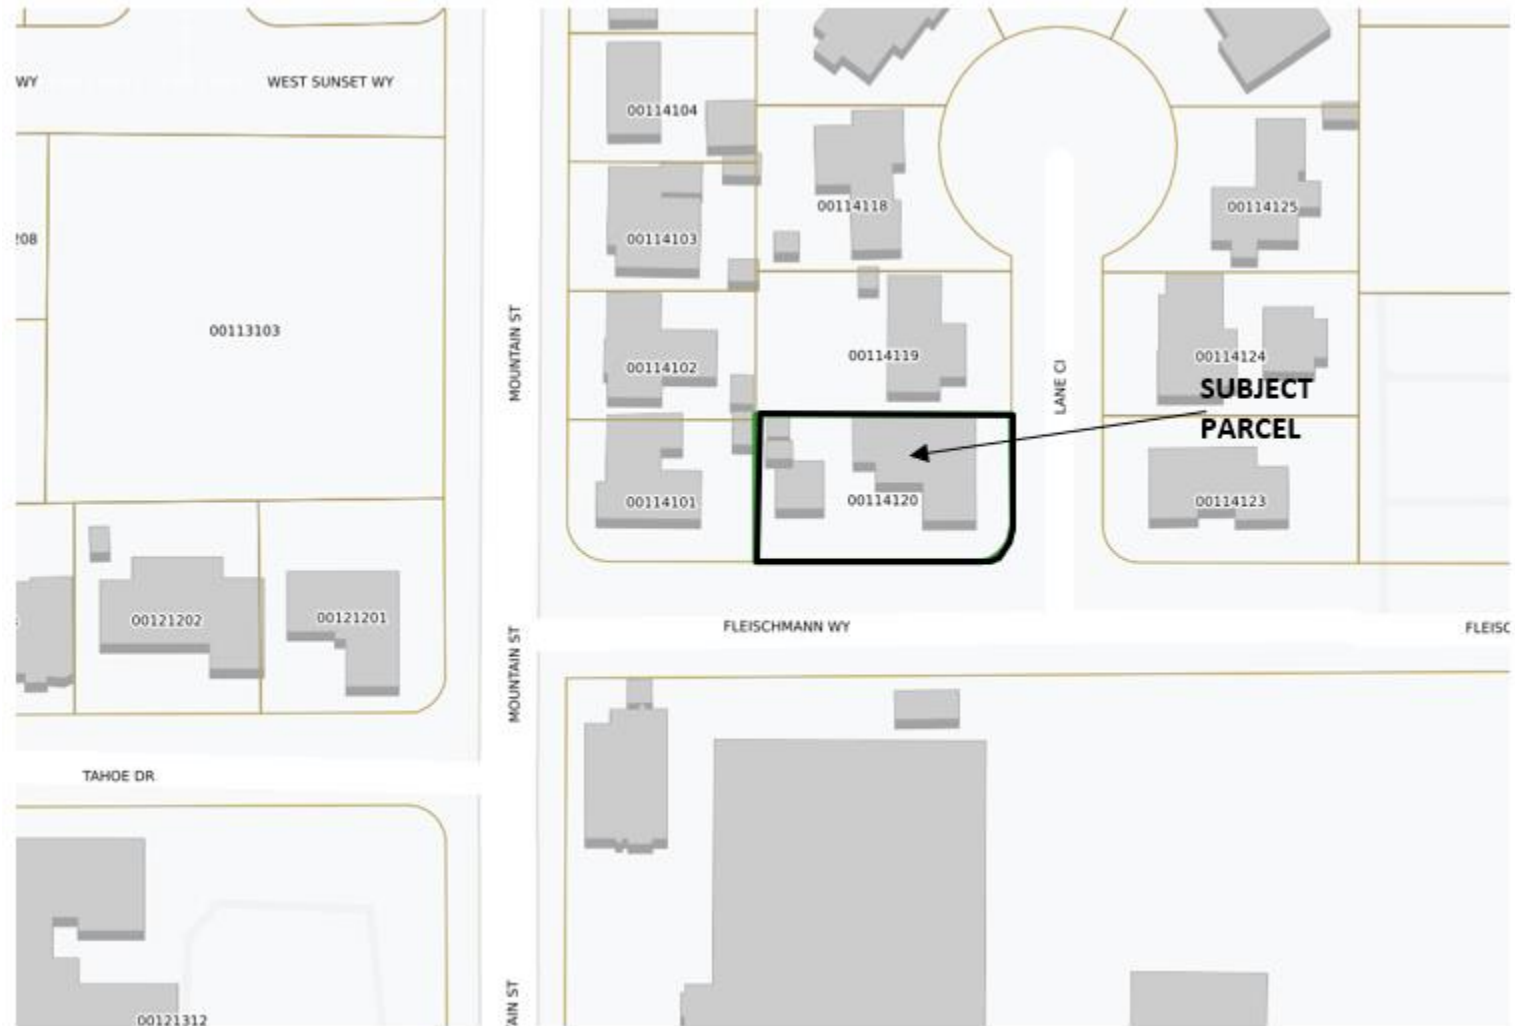 WY
WEST SUNSET WY
00114104
00114118
00114125
208
00114103
00113103
MOUNTAIN ST
00114102
00114119
LANE CI
00114124
SUBJECT
PARCEL
00114101
00114120
00114123
00121202
00121201
MOUNTAIN ST
FLEISCHMANN WY
FLEISC
TAHOE DR
AIN ST
00121312